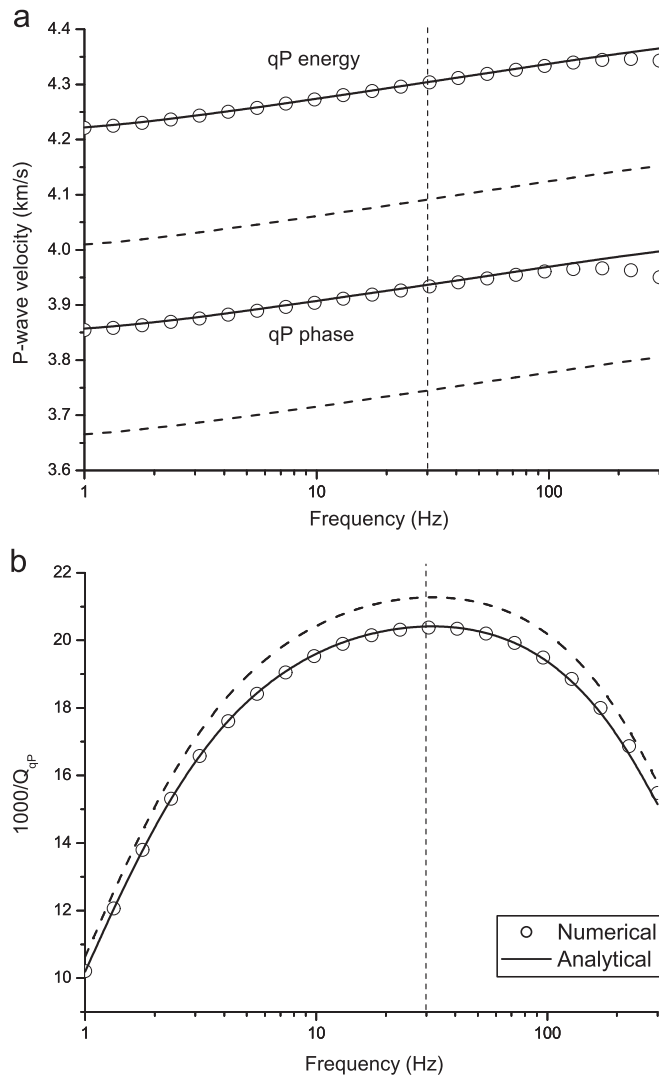 a
4.4
4.3
4.2
4.1
4.0
3.9
3.8
3.7
3.6
P-wave velocity (km/s)
qP energy
qP phase
1
10
100
Frequency (Hz)
b
22
20
18
16
14
12
10
1000/QqP
Numerical
Analytical
1
10
100
Frequency (Hz)